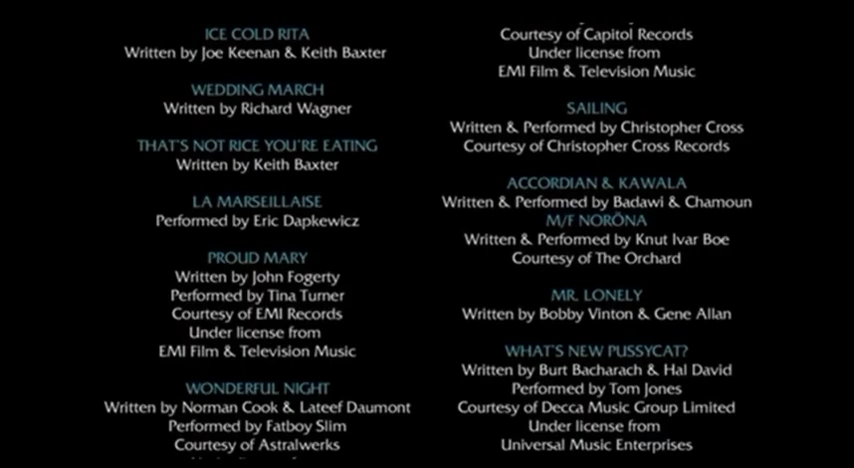 ICE COLD RITA
Written by Joe Keenan & Keith Baxter
WEDDING MARCH
Written by Richard Wagner
THAT'S NOT RICE YOU'RE EATING
Written by Keith Baxter
LA MARSEILLAISE
Performed by Eric Dapkewicz
PROUD MARY
Written by John Fogerty
Performed by Tina Turner
Courtesy of EMI Records
Under license from
EMI Film & Television Music
WONDERFUL NIGHT
Written by Norman Cook & Lateef Daumont
Performed by Fatboy Slim
Courtesy of Astralwerks
Courtesy of Capitol Records
Under license from
EMI Film & Television Music
SAILING
Written & Performed by Christopher Cross
Courtesy of Christopher Cross Records
ACCORDIAN & KAWALA
Written & Performed by Badawi & Chamoun
M/F NORÖNA
Written & Performed by Knut Ivar Boe
Courtesy of The Orchard
MR. LONELY
Written by Bobby Vinton & Gene Allan
WHAT'S NEW PUSSYCAT?
Written by Burt Bacharach & Hal David
Performed by Tom Jones
Courtesy of Decca Music Group Limited
Under license from
Universal Music Enterprises